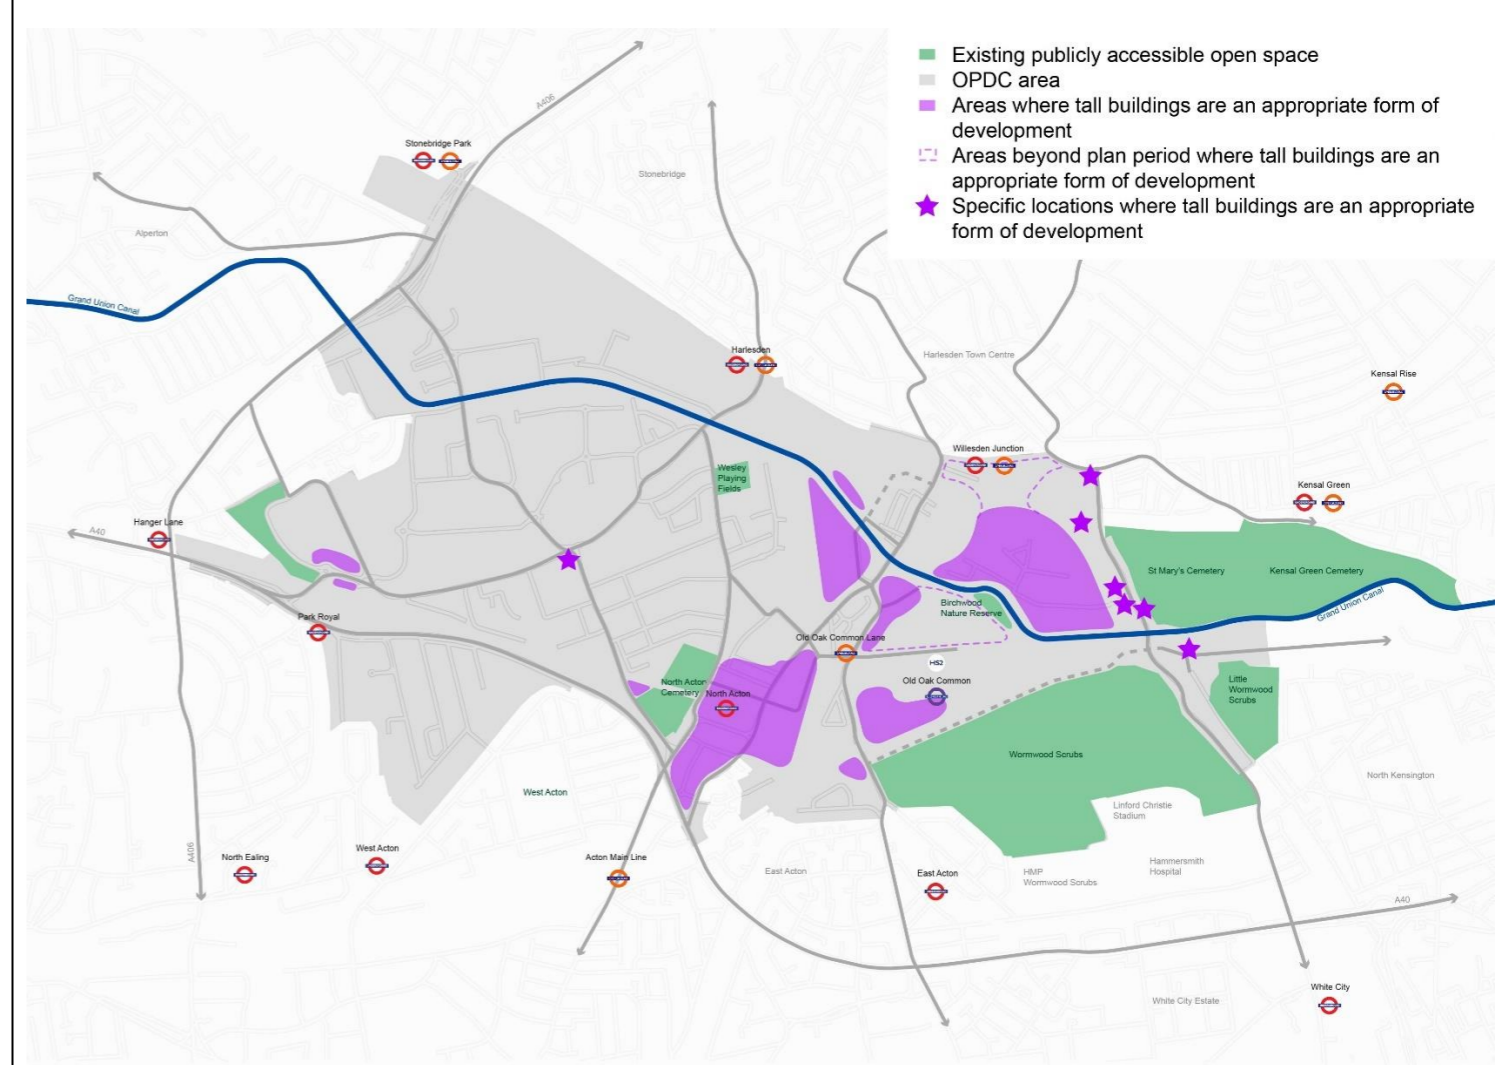 Existing publicly accessible open space
OPDC area
Areas where tall buildings are an appropriate form of
development
Areas beyond plan period where tall buildings are an
appropriate form of development
Specific locations where tall buildings are an appropriate
form of development
A406
Stonebridge Park
Stonebridge
Alperton
Grand Union Canal
Harlesden
Harlesden Town Centre
Kensal Rise
Willesden Junction
Wesley
Playing
Fields
Kensal Green
Hanger Lane
A40
St Mary's Cemetery
Kensal Green Cemetery
Birchwood
Nature Reserve
Grand Union Canal
Park Royal
Old Oak Common Lane
HS2
Old Oak Common
North Acton
Cemetery
North Acton
Little
Wormwood
Scrubs
Wormwood Scrubs
North Kensington
West Acton
Linford Christie
Stadium
A406
North Ealing
West Acton
Acton Main Line
East Acton
East Acton
HMP
Wormwood Scrubs
Hammersmith
Hospital
A40
White City
White City Estate